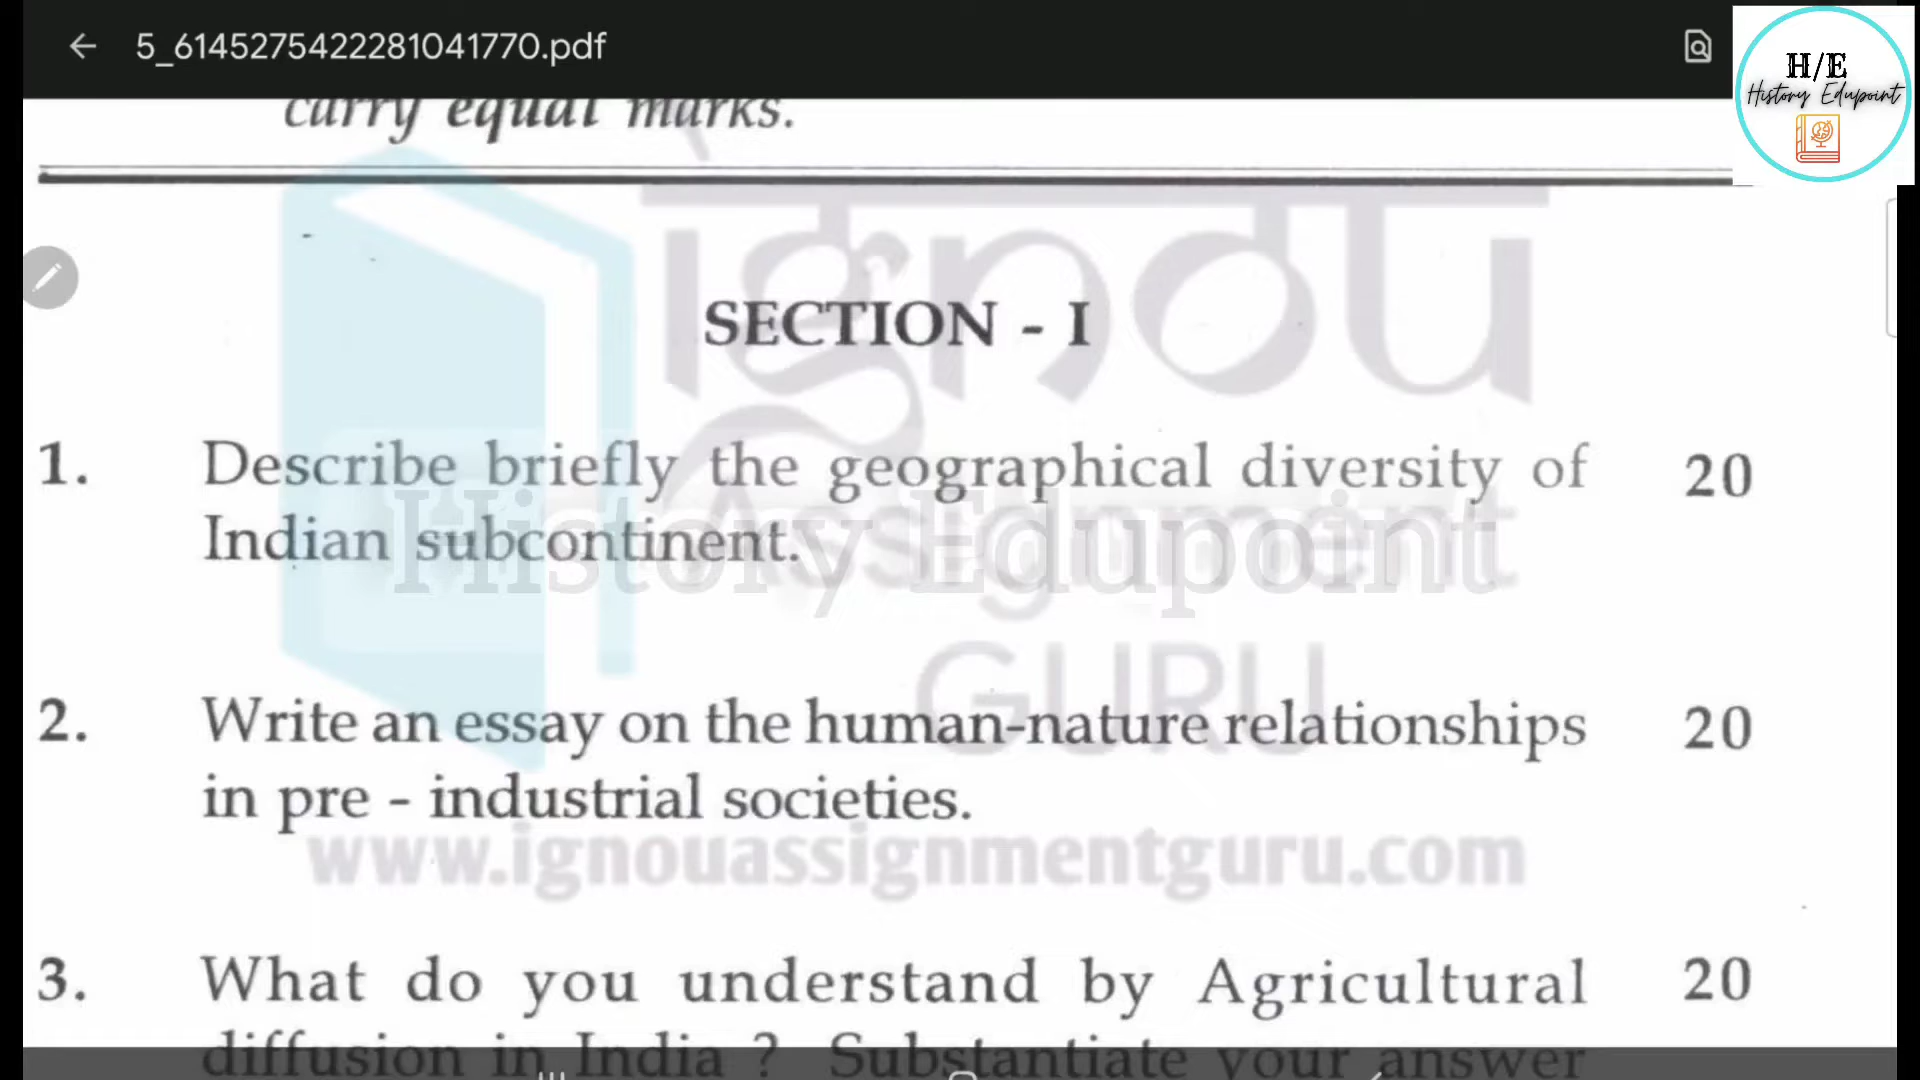 5_6145275422281041770.pdf
H/E
History Edupoint
carry equal marks.
ignou
SECTION - I
1. Describe briefly the geographical diversity of 20
Indian subcontinent.
History Edupoint
Assignment
GURU
2. Write an essay on the human-nature relationships 20
in pre - industrial societies.
www.ignouassignmentguru.com
3. What do you understand by Agricultural 20
diffusion in India ? Substantiate your answer